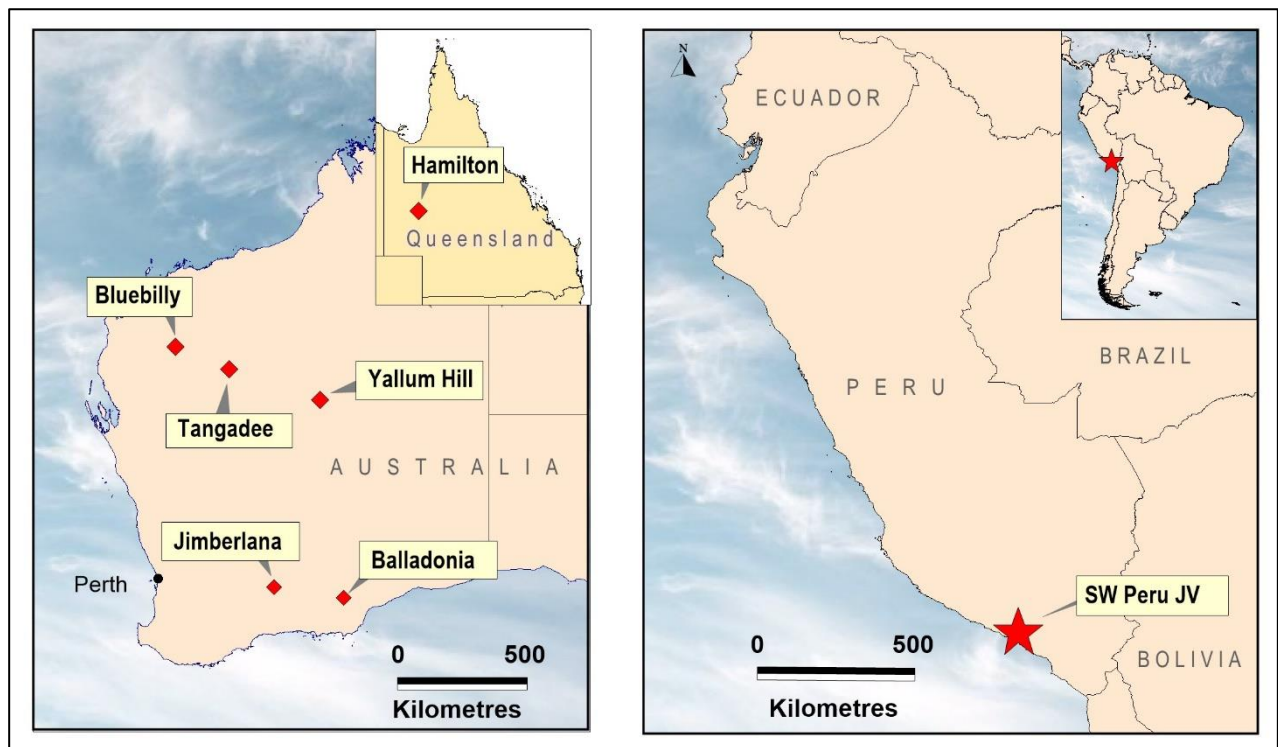 Hamilton
Queensland
Bluebilly
Yallum Hill
Tangadee
AUSTRALIA
Jimberlana
Balladonia
Perth
0 500
Kilometres
N
ECUADOR
BRAZIL
PERU
SW Peru JV
0 500
BOLIVIA
Kilometres